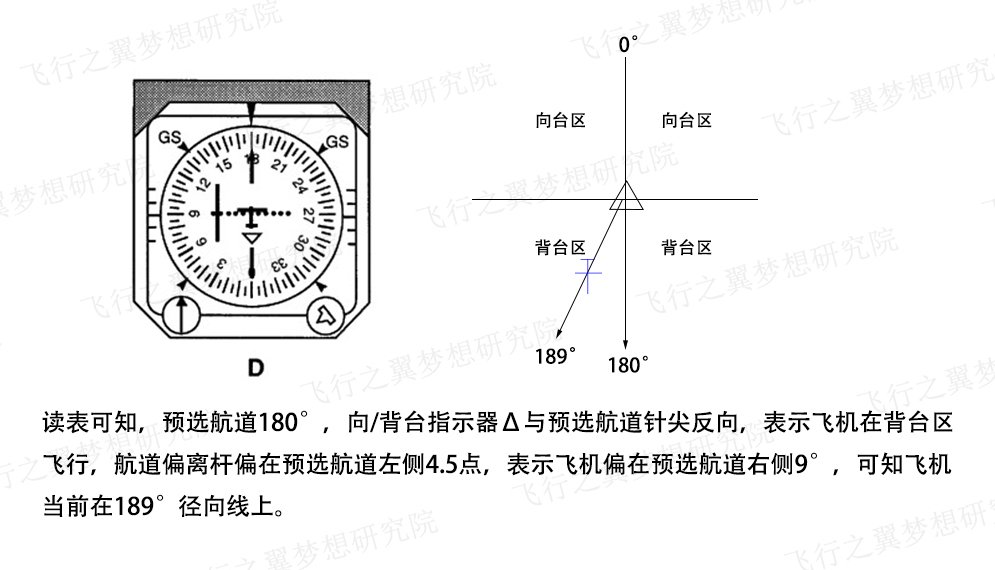 飞行之翼梦想研究院
0°
向台区 向台区
GS GS
3 6 9 12 15 18 21 24 27 30 33 0
背台区 背台区
189° 180°
D
读表可知，预选航道180°，向/背台指示器Δ与预选航道针尖反向，表示飞机在背台区
飞行，航道偏离杆偏在预选航道左侧4.5点，表示飞机偏在预选航道右侧9°，可知飞机
当前在189°径向线上。